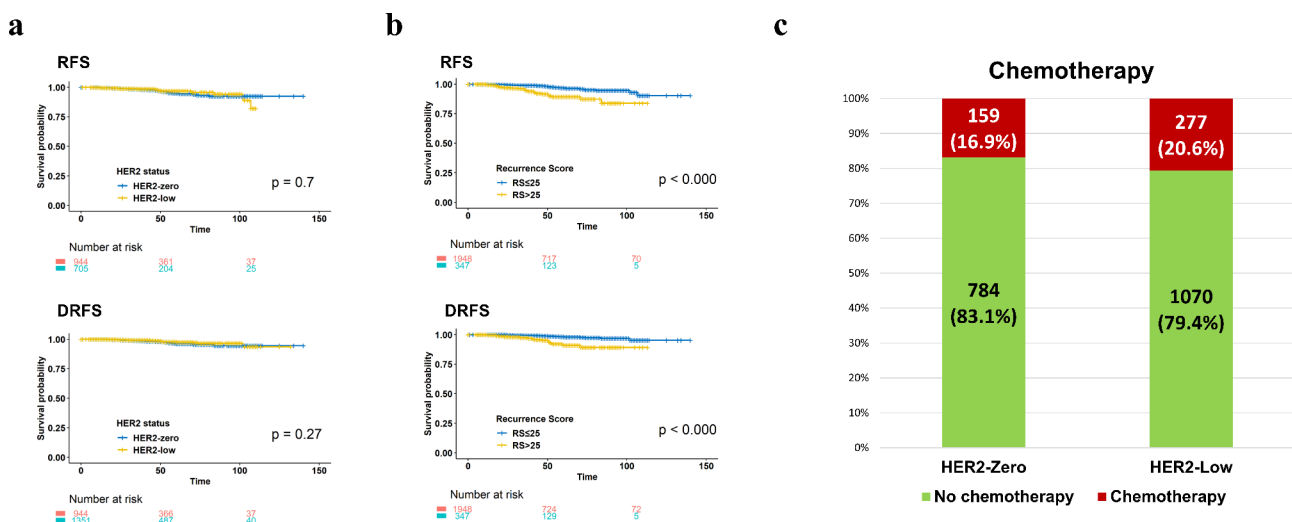 a
RFS
1.00
0.75
0.50
0.25
0.00
Survival probability
HER2 status
HER2-zero
HER2-low
p = 0.7
0 50 100 150
Time
Number at risk
944 361 37
705 204 25
DRFS
1.00
0.75
0.50
0.25
0.00
Survival probability
HER2 status
HER2-zero
HER2-low
p = 0.27
0 50 100 150
Time
Number at risk
944 366 37
1351 487 40
b
RFS
1.00
0.75
0.50
0.25
0.00
Survival probability
Recurrence Score
RS≤25
RS>25
p < 0.000
0 50 100 150
Time
Number at risk
1948 717 70
347 123 5
DRFS
1.00
0.75
0.50
0.25
0.00
Survival probability
Recurrence Score
RS≤25
RS>25
p < 0.000
0 50 100 150
Time
Number at risk
1948 724 72
347 129 5
c
Chemotherapy
100%
90%
80%
70%
60%
50%
40%
30%
20%
10%
0%
159
(16.9%)
277
(20.6%)
784
(83.1%)
1070
(79.4%)
HER2-Zero HER2-Low
No chemotherapy Chemotherapy